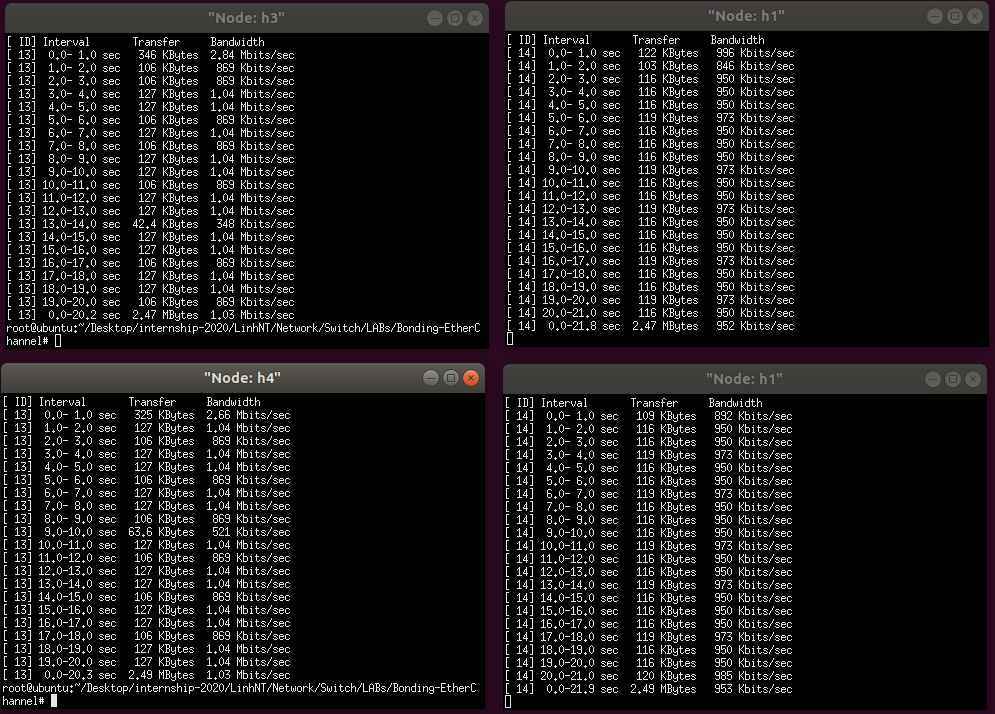 "Node: h3"
[ ID] Interval Transfer Bandwidth
[ 13] 0.0- 1.0 sec 346 KBytes 2.84 Mbits/sec
[ 13] 1.0- 2.0 sec 106 KBytes 869 Kbits/sec
[ 13] 2.0- 3.0 sec 106 KBytes 869 Kbits/sec
[ 13] 3.0- 4.0 sec 127 KBytes 1.04 Mbits/sec
[ 13] 4.0- 5.0 sec 127 KBytes 1.04 Mbits/sec
[ 13] 5.0- 6.0 sec 106 KBytes 869 Kbits/sec
[ 13] 6.0- 7.0 sec 127 KBytes 1.04 Mbits/sec
[ 13] 7.0- 8.0 sec 106 KBytes 869 Kbits/sec
[ 13] 8.0- 9.0 sec 127 KBytes 1.04 Mbits/sec
[ 13] 9.0-10.0 sec 127 KBytes 1.04 Mbits/sec
[ 13] 10.0-11.0 sec 106 KBytes 869 Kbits/sec
[ 13] 11.0-12.0 sec 127 KBytes 1.04 Mbits/sec
[ 13] 12.0-13.0 sec 127 KBytes 1.04 Mbits/sec
[ 13] 13.0-14.0 sec 42.4 KBytes 348 Kbits/sec
[ 13] 14.0-15.0 sec 127 KBytes 1.04 Mbits/sec
[ 13] 15.0-16.0 sec 127 KBytes 1.04 Mbits/sec
[ 13] 16.0-17.0 sec 106 KBytes 869 Kbits/sec
[ 13] 17.0-18.0 sec 127 KBytes 1.04 Mbits/sec
[ 13] 18.0-19.0 sec 127 KBytes 1.04 Mbits/sec
[ 13] 19.0-20.0 sec 106 KBytes 869 Kbits/sec
[ 13] 0.0-20.2 sec 2.47 MBytes 1.03 Mbits/sec
root@ubuntu:~/Desktop/internship-2020/LinhNT/Network/Switch/LABs/Bonding-EtherC
hannel#
"Node: h1"
[ ID] Interval Transfer Bandwidth
[ 14] 0.0- 1.0 sec 122 KBytes 996 Kbits/sec
[ 14] 1.0- 2.0 sec 103 KBytes 846 Kbits/sec
[ 14] 2.0- 3.0 sec 116 KBytes 950 Kbits/sec
[ 14] 3.0- 4.0 sec 116 KBytes 950 Kbits/sec
[ 14] 4.0- 5.0 sec 116 KBytes 950 Kbits/sec
[ 14] 5.0- 6.0 sec 119 KBytes 973 Kbits/sec
[ 14] 6.0- 7.0 sec 116 KBytes 950 Kbits/sec
[ 14] 7.0- 8.0 sec 116 KBytes 950 Kbits/sec
[ 14] 8.0- 9.0 sec 116 KBytes 950 Kbits/sec
[ 14] 9.0-10.0 sec 119 KBytes 973 Kbits/sec
[ 14] 10.0-11.0 sec 116 KBytes 950 Kbits/sec
[ 14] 11.0-12.0 sec 116 KBytes 950 Kbits/sec
[ 14] 12.0-13.0 sec 119 KBytes 973 Kbits/sec
[ 14] 13.0-14.0 sec 116 KBytes 950 Kbits/sec
[ 14] 14.0-15.0 sec 116 KBytes 950 Kbits/sec
[ 14] 15.0-16.0 sec 116 KBytes 950 Kbits/sec
[ 14] 16.0-17.0 sec 119 KBytes 973 Kbits/sec
[ 14] 17.0-18.0 sec 116 KBytes 950 Kbits/sec
[ 14] 18.0-19.0 sec 116 KBytes 950 Kbits/sec
[ 14] 19.0-20.0 sec 119 KBytes 973 Kbits/sec
[ 14] 20.0-21.0 sec 116 KBytes 950 Kbits/sec
[ 14] 0.0-21.8 sec 2.47 MBytes 952 Kbits/sec
"Node: h4"
[ ID] Interval Transfer Bandwidth
[ 13] 0.0- 1.0 sec 325 KBytes 2.66 Mbits/sec
[ 13] 1.0- 2.0 sec 127 KBytes 1.04 Mbits/sec
[ 13] 2.0- 3.0 sec 106 KBytes 869 Kbits/sec
[ 13] 3.0- 4.0 sec 127 KBytes 1.04 Mbits/sec
[ 13] 4.0- 5.0 sec 127 KBytes 1.04 Mbits/sec
[ 13] 5.0- 6.0 sec 106 KBytes 869 Kbits/sec
[ 13] 6.0- 7.0 sec 127 KBytes 1.04 Mbits/sec
[ 13] 7.0- 8.0 sec 127 KBytes 1.04 Mbits/sec
[ 13] 8.0- 9.0 sec 106 KBytes 869 Kbits/sec
[ 13] 9.0-10.0 sec 63.6 KBytes 521 Kbits/sec
[ 13] 10.0-11.0 sec 127 KBytes 1.04 Mbits/sec
[ 13] 11.0-12.0 sec 106 KBytes 869 Kbits/sec
[ 13] 12.0-13.0 sec 127 KBytes 1.04 Mbits/sec
[ 13] 13.0-14.0 sec 127 KBytes 1.04 Mbits/sec
[ 13] 14.0-15.0 sec 106 KBytes 869 Kbits/sec
[ 13] 15.0-16.0 sec 127 KBytes 1.04 Mbits/sec
[ 13] 16.0-17.0 sec 127 KBytes 1.04 Mbits/sec
[ 13] 17.0-18.0 sec 106 KBytes 869 Kbits/sec
[ 13] 18.0-19.0 sec 127 KBytes 1.04 Mbits/sec
[ 13] 19.0-20.0 sec 127 KBytes 1.04 Mbits/sec
[ 13] 0.0-20.3 sec 2.49 MBytes 1.03 Mbits/sec
root@ubuntu:~/Desktop/internship-2020/LinhNT/Network/Switch/LABs/Bonding-EtherC
hannel#
"Node: h1"
[ ID] Interval Transfer Bandwidth
[ 14] 0.0- 1.0 sec 109 KBytes 892 Kbits/sec
[ 14] 1.0- 2.0 sec 116 KBytes 950 Kbits/sec
[ 14] 2.0- 3.0 sec 116 KBytes 950 Kbits/sec
[ 14] 3.0- 4.0 sec 119 KBytes 973 Kbits/sec
[ 14] 4.0- 5.0 sec 116 KBytes 950 Kbits/sec
[ 14] 5.0- 6.0 sec 116 KBytes 950 Kbits/sec
[ 14] 6.0- 7.0 sec 119 KBytes 973 Kbits/sec
[ 14] 7.0- 8.0 sec 116 KBytes 950 Kbits/sec
[ 14] 8.0- 9.0 sec 116 KBytes 950 Kbits/sec
[ 14] 9.0-10.0 sec 116 KBytes 950 Kbits/sec
[ 14] 10.0-11.0 sec 119 KBytes 973 Kbits/sec
[ 14] 11.0-12.0 sec 116 KBytes 950 Kbits/sec
[ 14] 12.0-13.0 sec 116 KBytes 950 Kbits/sec
[ 14] 13.0-14.0 sec 119 KBytes 973 Kbits/sec
[ 14] 14.0-15.0 sec 116 KBytes 950 Kbits/sec
[ 14] 15.0-16.0 sec 116 KBytes 950 Kbits/sec
[ 14] 16.0-17.0 sec 116 KBytes 950 Kbits/sec
[ 14] 17.0-18.0 sec 119 KBytes 973 Kbits/sec
[ 14] 18.0-19.0 sec 116 KBytes 950 Kbits/sec
[ 14] 19.0-20.0 sec 116 KBytes 950 Kbits/sec
[ 14] 20.0-21.0 sec 120 KBytes 985 Kbits/sec
[ 14] 0.0-21.9 sec 2.49 MBytes 953 Kbits/sec